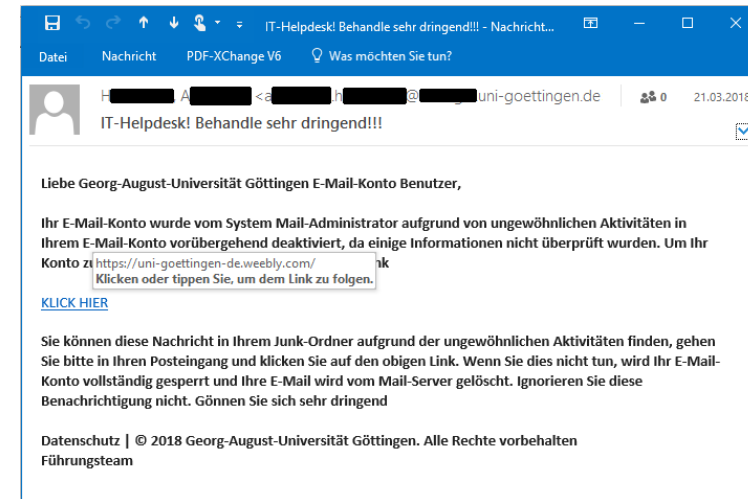 IT-Helpdesk! Behandle sehr dringend!!! - Nachricht...
Datei Nachricht PDF-XChange V6 Was möchten Sie tun?
H A <a .h @ uni-goettingen.de 0 21.03.2018
IT-Helpdesk! Behandle sehr dringend!!!
Liebe Georg-August-Universität Göttingen E-Mail-Konto Benutzer,
Ihr E-Mail-Konto wurde vom System Mail-Administrator aufgrund von ungewöhnlichen Aktivitäten in
Ihrem E-Mail-Konto vorübergehend deaktiviert, da einige Informationen nicht überprüft wurden. Um Ihr
Konto
https://uni-goettingen-de.weebly.com/
Klicken oder tippen Sie, um dem Link zu folgen.
KLICK HIER
Sie können diese Nachricht in Ihrem Junk-Ordner aufgrund der ungewöhnlichen Aktivitäten finden, gehen
Sie bitte in Ihren Posteingang und klicken Sie auf den obigen Link. Wenn Sie dies nicht tun, wird Ihr E-Mail-
Konto vollständig gesperrt und Ihre E-Mail wird vom Mail-Server gelöscht. Ignorieren Sie diese
Benachrichtigung nicht. Gönnen Sie sich sehr dringend
Datenschutz | © 2018 Georg-August-Universität Göttingen. Alle Rechte vorbehalten
Führungsteam